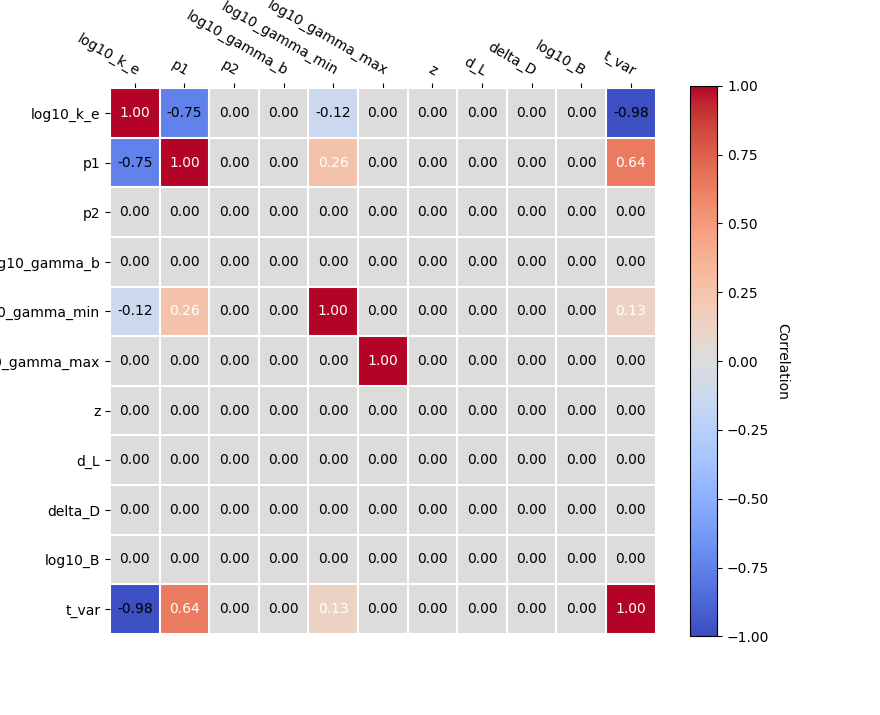 log10_k_e p1 p2 log10_gamma_b log10_gamma_min log10_gamma_max z d_L delta_D log10_B t_var
log10_k_e 1.00 -0.75 0.00 0.00 -0.12 0.00 0.00 0.00 0.00 0.00 -0.98
p1 -0.75 1.00 0.00 0.00 0.26 0.00 0.00 0.00 0.00 0.00 0.64
p2 0.00 0.00 0.00 0.00 0.00 0.00 0.00 0.00 0.00 0.00 0.00
g10_gamma_b 0.00 0.00 0.00 0.00 0.00 0.00 0.00 0.00 0.00 0.00 0.00
0_gamma_min -0.12 0.26 0.00 0.00 1.00 0.00 0.00 0.00 0.00 0.00 0.13
0_gamma_max 0.00 0.00 0.00 0.00 0.00 1.00 0.00 0.00 0.00 0.00 0.00
z 0.00 0.00 0.00 0.00 0.00 0.00 0.00 0.00 0.00 0.00 0.00
d_L 0.00 0.00 0.00 0.00 0.00 0.00 0.00 0.00 0.00 0.00 0.00
delta_D 0.00 0.00 0.00 0.00 0.00 0.00 0.00 0.00 0.00 0.00 0.00
log10_B 0.00 0.00 0.00 0.00 0.00 0.00 0.00 0.00 0.00 0.00 0.00
t_var -0.98 0.64 0.00 0.00 0.13 0.00 0.00 0.00 0.00 0.00 1.00
1.00
0.75
0.50
0.25
0.00
−0.25
−0.50
−0.75
−1.00
Correlation